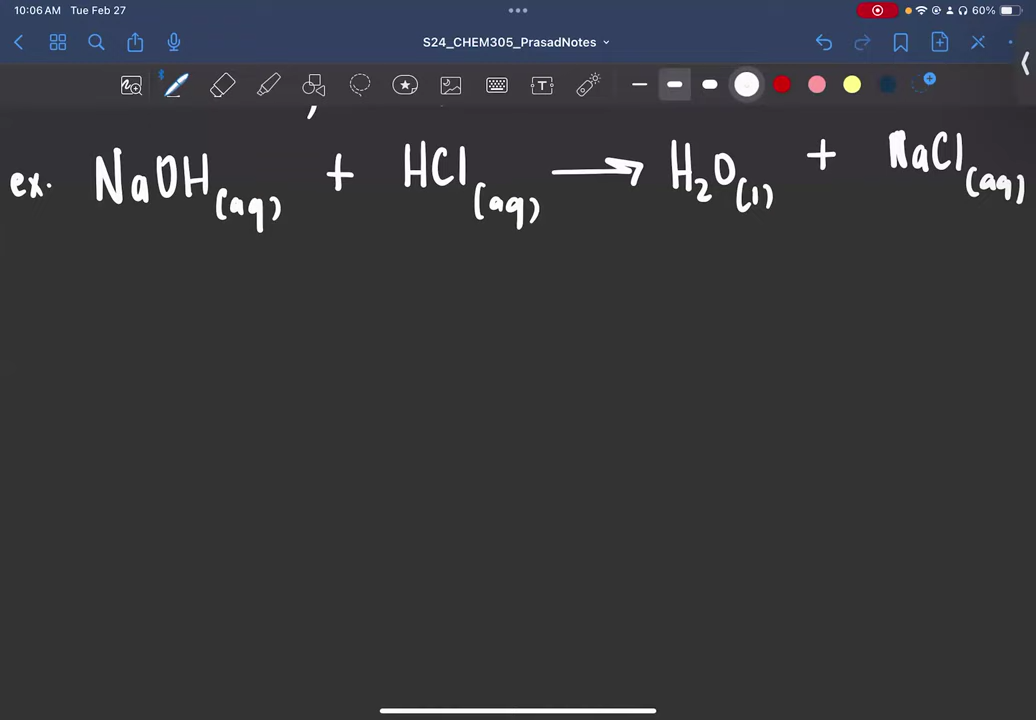 10:06 AM Tue Feb 27
60%
S24_CHEM305_PrasadNotes
ex. NaOH(aq) + HCl(aq) → H₂O(l) + NaCl(aq)